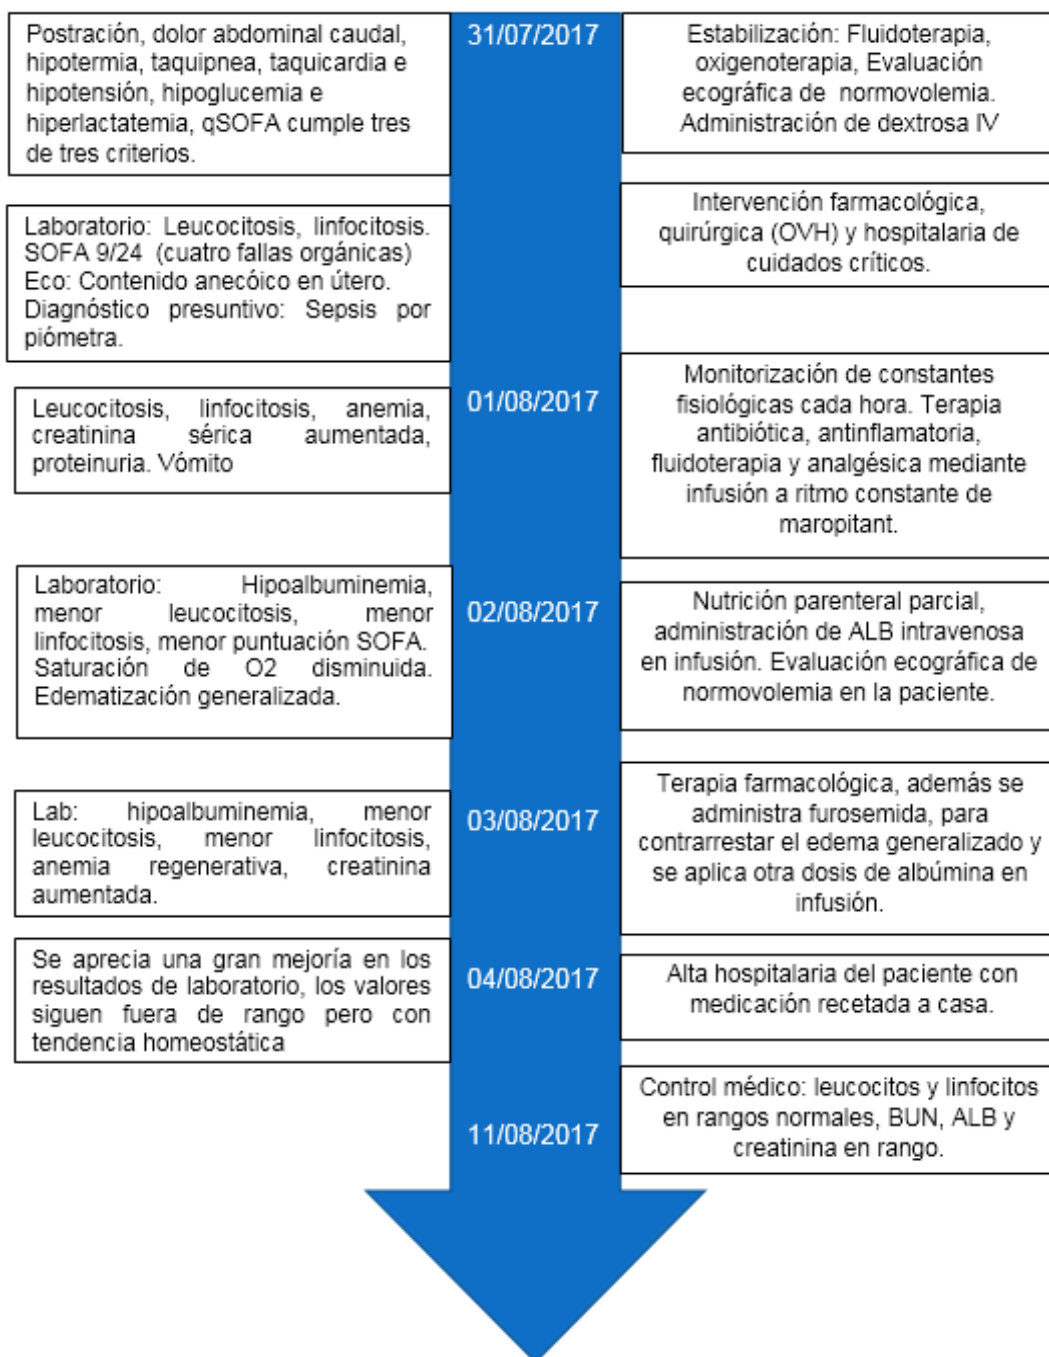 Postración, dolor abdominal caudal,
hipotermia, taquipnea, taquicardia e
hipotensión, hipoglucemia e
hiperlactatemia, qSOFA cumple tres
de tres criterios.
31/07/2017
Estabilización: Fluidoterapia,
oxigenoterapia, Evaluación
ecográfica de normovolemia.
Administración de dextrosa IV
Laboratorio: Leucocitosis, linfocitosis.
SOFA 9/24 (cuatro fallas orgánicas)
Eco: Contenido anecóico en útero.
Diagnóstico presuntivo: Sepsis por
piómetra.
Intervención farmacológica,
quirúrgica (OVH) y hospitalaria de
cuidados críticos.
Leucocitosis, linfocitosis, anemia,
creatinina sérica aumentada,
proteinuria. Vómito
01/08/2017
Monitorización de constantes
fisiológicas cada hora. Terapia
antibiótica, antinflamatoria,
fluidoterapia y analgésica mediante
infusión a ritmo constante de
maropitant.
Laboratorio: Hipoalbuminemia,
menor leucocitosis, menor
linfocitosis, menor puntuación SOFA.
Saturación de O2 disminuida.
Edematización generalizada.
02/08/2017
Nutrición parenteral parcial,
administración de ALB intravenosa
en infusión. Evaluación ecográfica de
normovolemia en la paciente.
Lab: hipoalbuminemia, menor
leucocitosis, menor linfocitosis,
anemia regenerativa, creatinina
aumentada.
03/08/2017
Terapia farmacológica, además se
administra furosemida, para
contrarrestar el edema generalizado y
se aplica otra dosis de albúmina en
infusión.
Se aprecia una gran mejoría en los
resultados de laboratorio, los valores
siguen fuera de rango pero con
tendencia homeostática
04/08/2017
Alta hospitalaria del paciente con
medicación recetada a casa.
11/08/2017
Control médico: leucocitos y linfocitos
en rangos normales, BUN, ALB y
creatinina en rango.